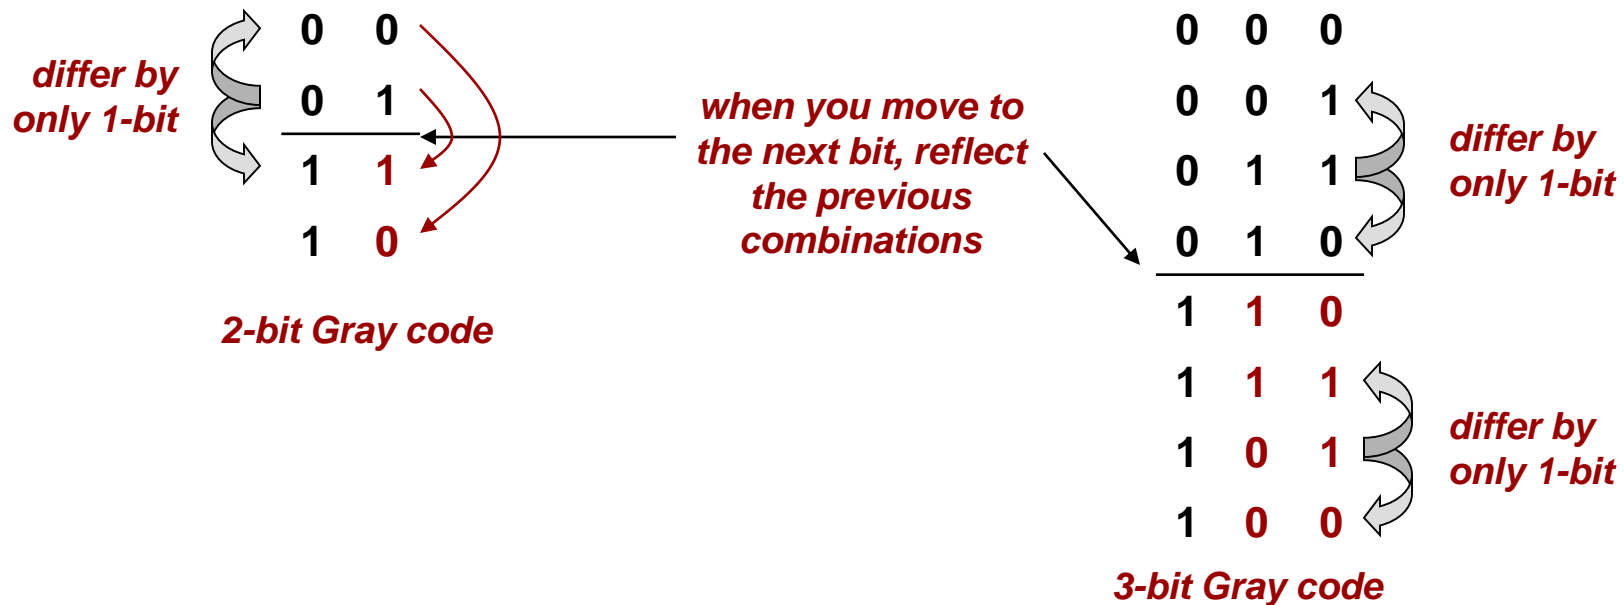 0 0
0 1
1 1
1 0
differ by
only 1-bit
2-bit Gray code
when you move to
the next bit, reflect
the previous
combinations
0 0 0
0 0 1
0 1 1
0 1 0
1 1 0
1 1 1
1 0 1
1 0 0
differ by
only 1-bit
differ by
only 1-bit
3-bit Gray code